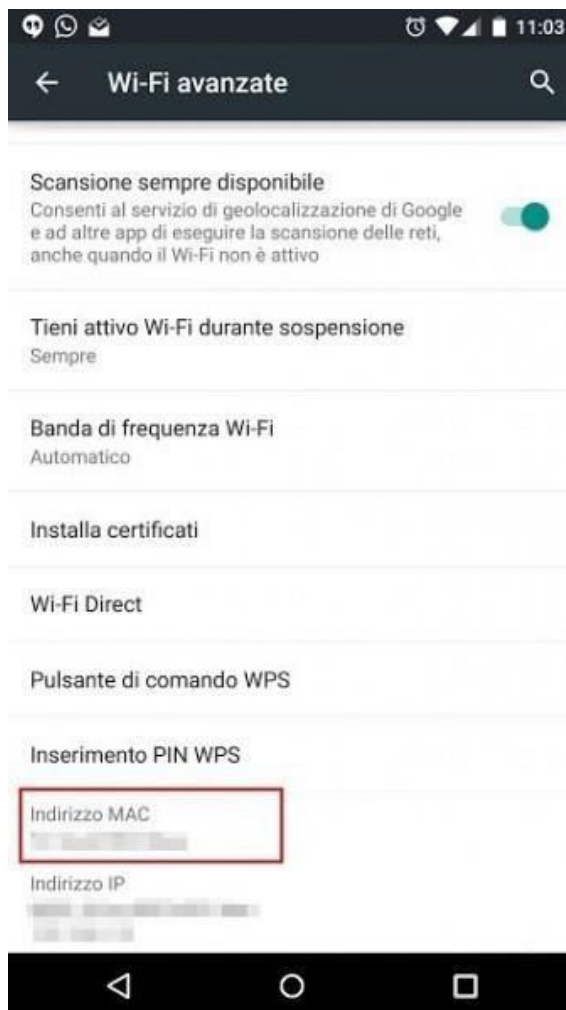 11:03
Wi-Fi avanzate
Scansione sempre disponibile
Consenti al servizio di geolocalizzazione di Google
e ad altre app di eseguire la scansione delle reti,
anche quando il Wi-Fi non è attivo
Tieni attivo Wi-Fi durante sospensione
Sempre
Banda di frequenza Wi-Fi
Automatico
Installa certificati
Wi-Fi Direct
Pulsante di comando WPS
Inserimento PIN WPS
Indirizzo MAC
Indirizzo IP